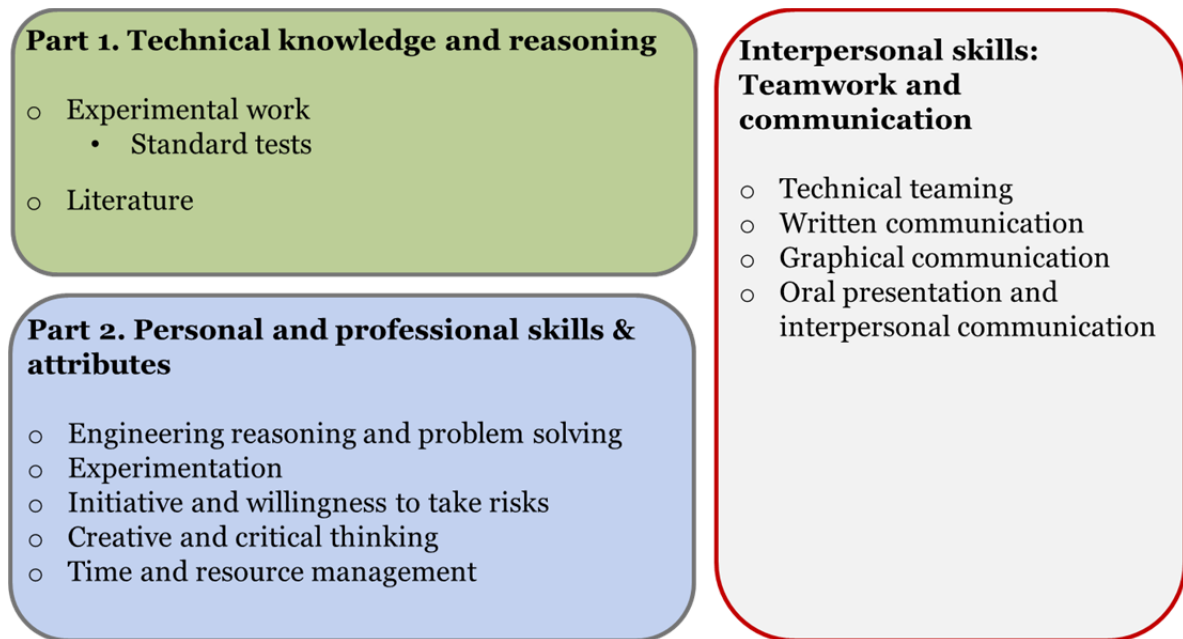 Part 1. Technical knowledge and reasoning
o Experimental work
• Standard tests
o Literature
Part 2. Personal and professional skills &
attributes
o Engineering reasoning and problem solving
o Experimentation
o Initiative and willingness to take risks
o Creative and critical thinking
o Time and resource management
Interpersonal skills:
Teamwork and
communication
o Technical teaming
o Written communication
o Graphical communication
o Oral presentation and
interpersonal communication